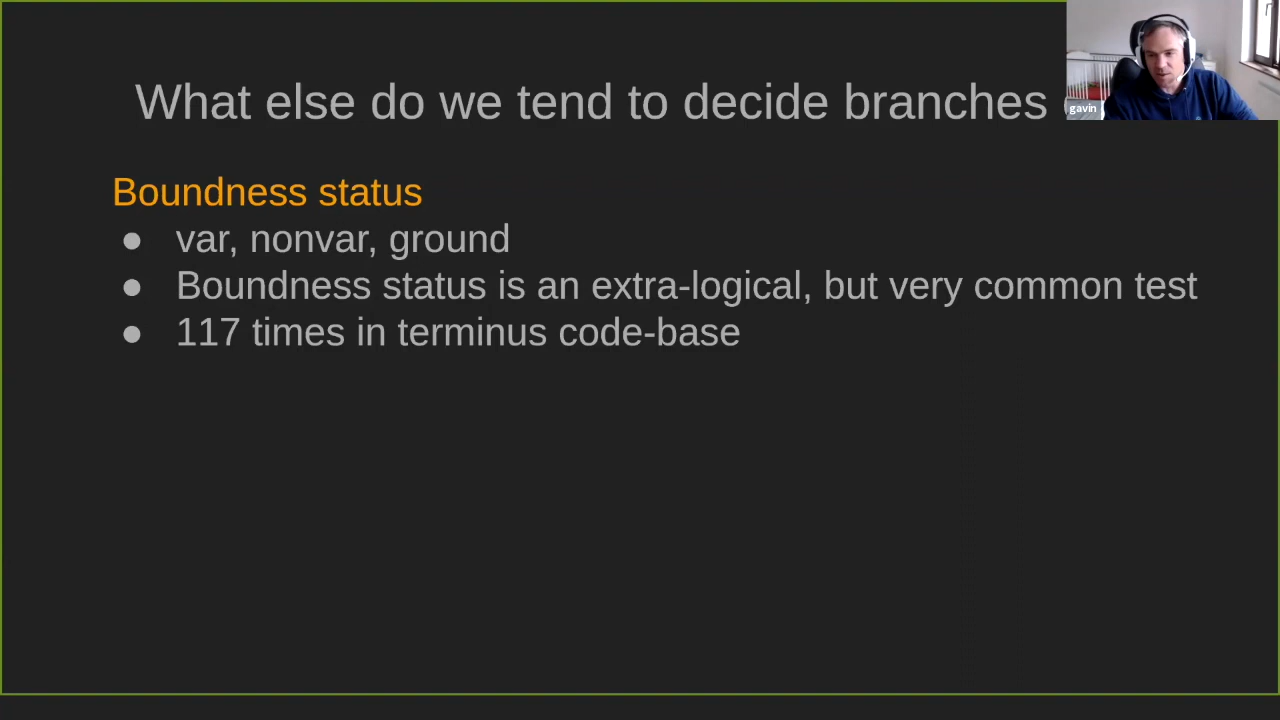 What else do we tend to decide branches
gavin
Boundness status
● var, nonvar, ground
● Boundness status is an extra-logical, but very common test
● 117 times in terminus code-base